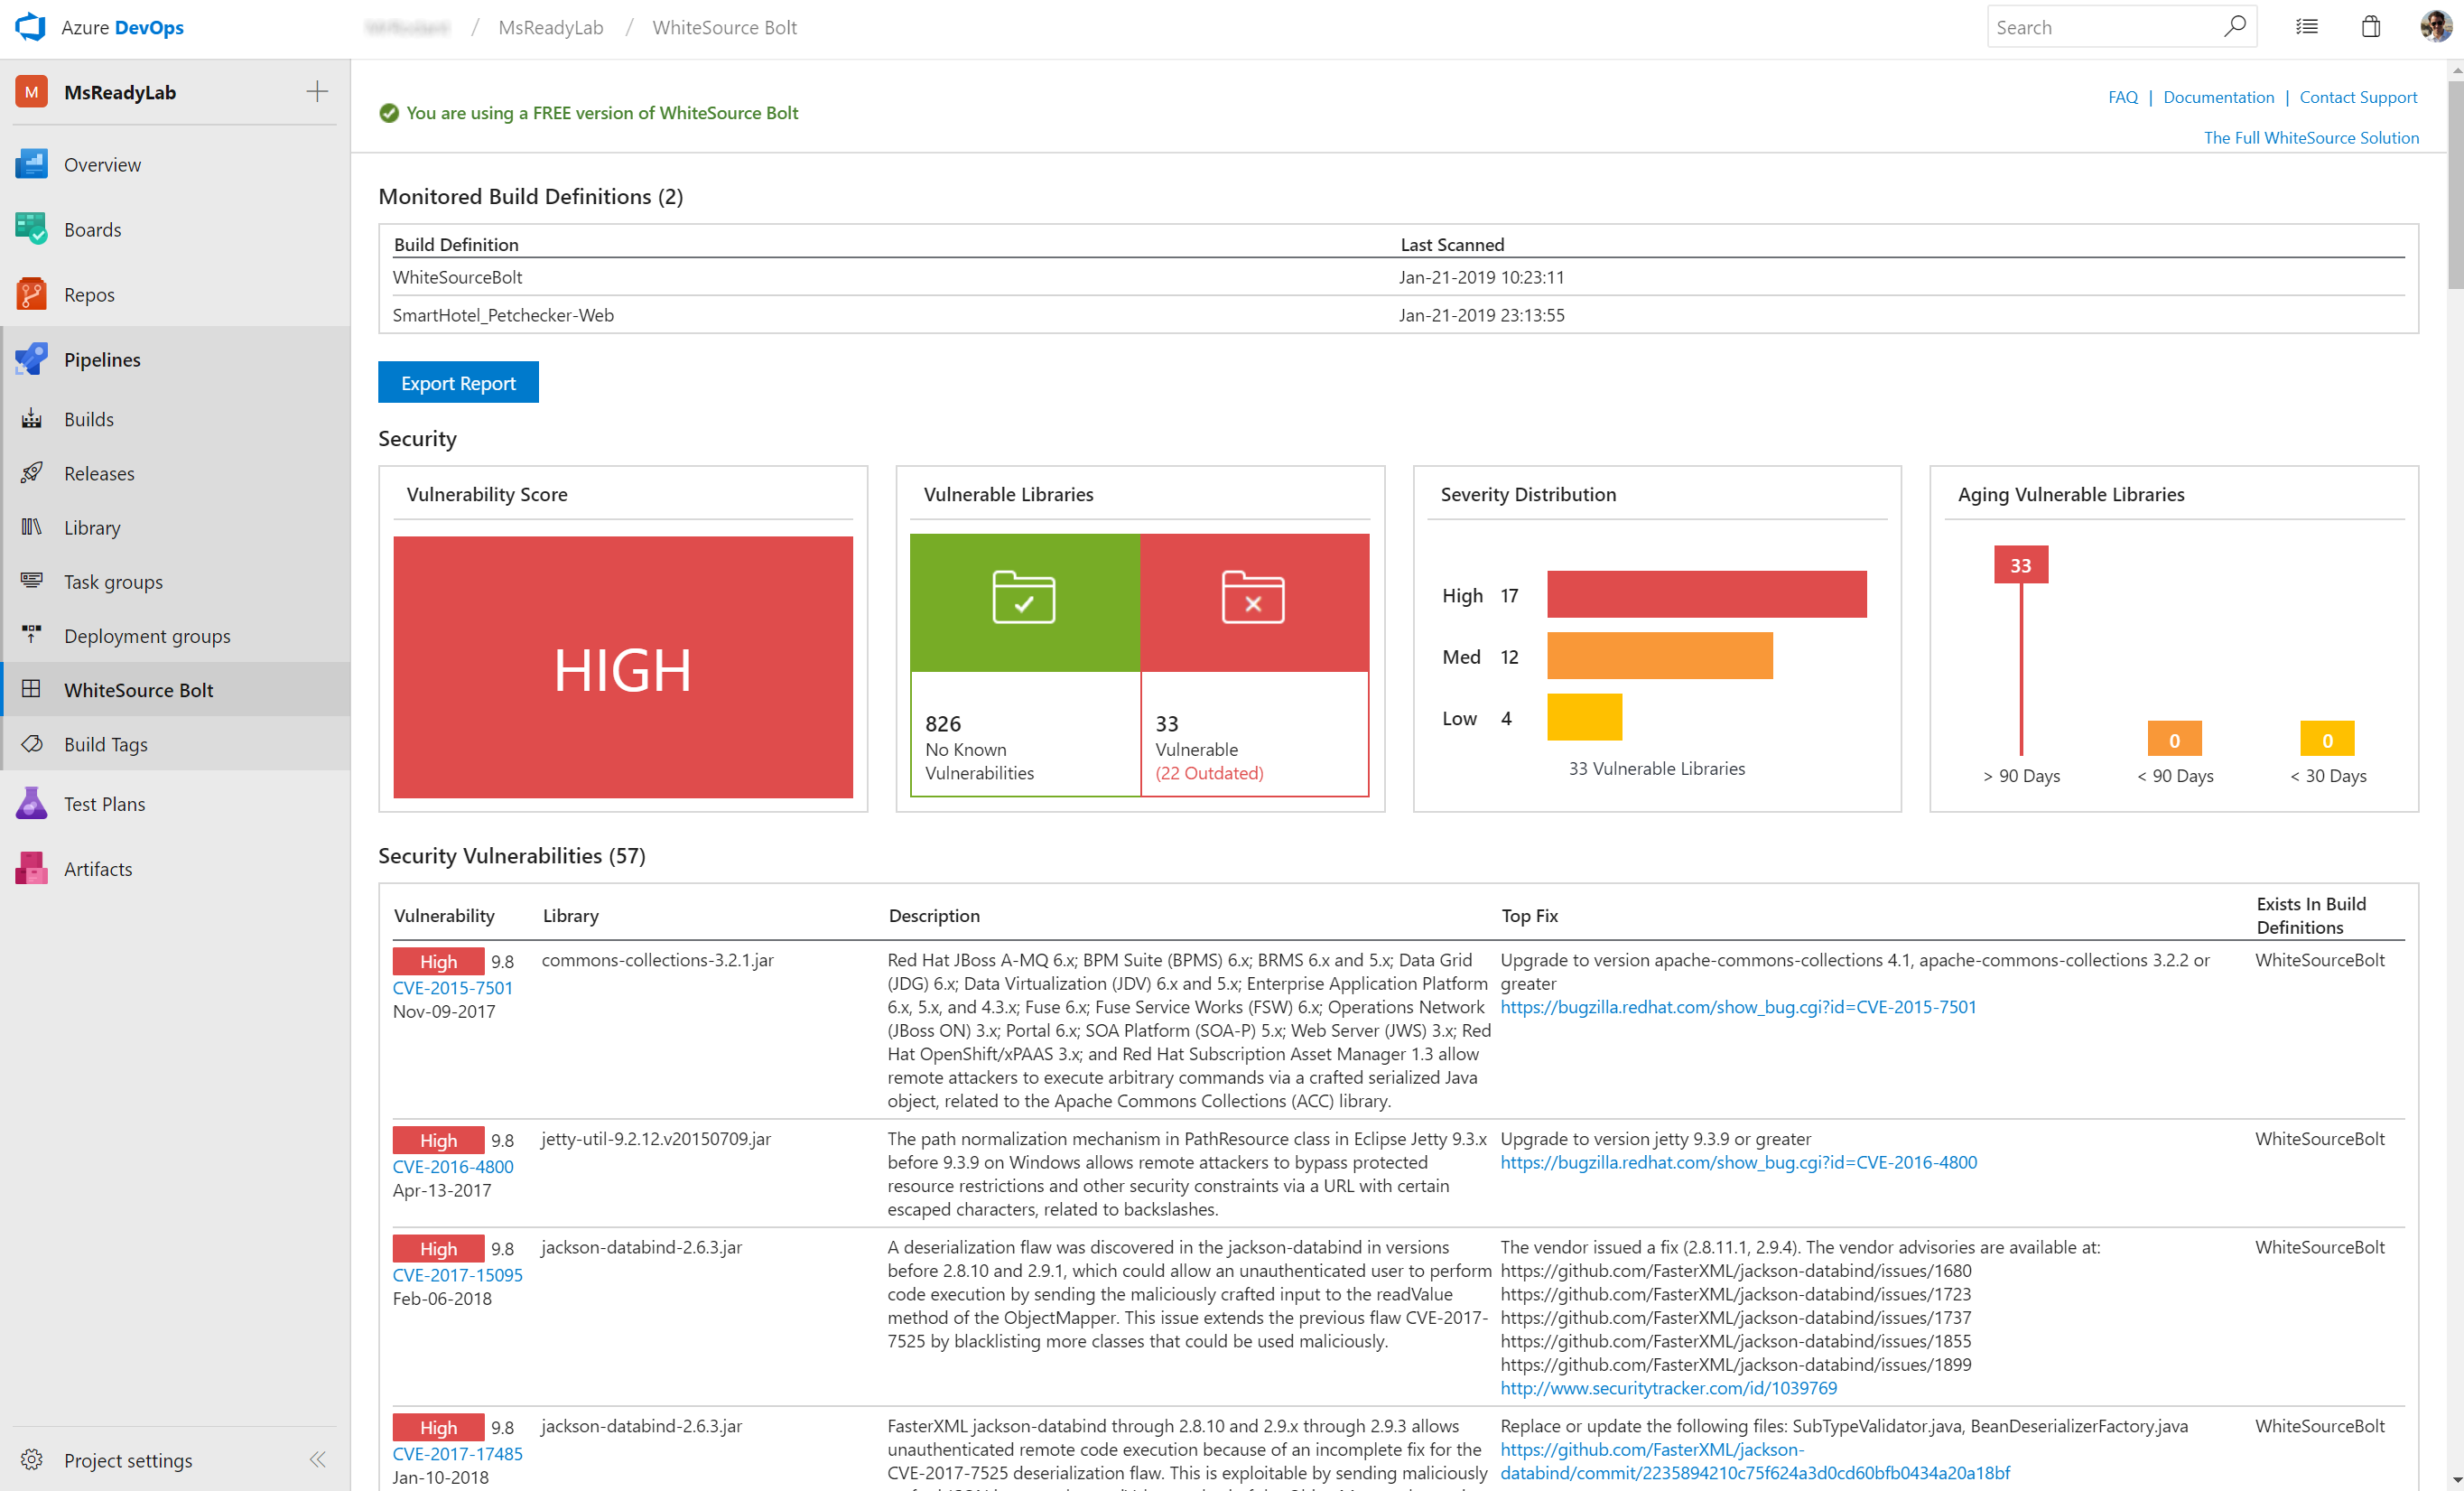 Azure DevOps
/ MsReadyLab / WhiteSource Bolt
Search
M MsReadyLab
Overview
Boards
Repos
Pipelines
Builds
Releases
Library
Task groups
Deployment groups
WhiteSource Bolt
Build Tags
Test Plans
Artifacts
Project settings
You are using a FREE version of WhiteSource Bolt
FAQ | Documentation | Contact Support
The Full WhiteSource Solution
Monitored Build Definitions (2)
Build Definition Last Scanned
WhiteSourceBolt Jan-21-2019 10:23:11
SmartHotel_Petchecker-Web Jan-21-2019 23:13:55
Export Report
Security
Vulnerability Score
HIGH
Vulnerable Libraries
826
No Known
Vulnerabilities
33
Vulnerable
(22 Outdated)
Severity Distribution
High 17
Med 12
Low 4
33 Vulnerable Libraries
Aging Vulnerable Libraries
33
0
0
> 90 Days
< 90 Days
< 30 Days
Security Vulnerabilities (57)
Vulnerability Library Description Top Fix Exists In Build
Definitions
High 9.8
CVE-2015-7501
Nov-09-2017
commons-collections-3.2.1.jar
Red Hat JBoss A-MQ 6.x; BPM Suite (BPMS) 6.x; BRMS 6.x and 5.x; Data Grid
(JDG) 6.x; Data Virtualization (JDV) 6.x and 5.x; Enterprise Application Platform
6.x, 5.x, and 4.3.x; Fuse 6.x; Fuse Service Works (FSW) 6.x; Operations Network
(JBoss ON) 3.x; Portal 6.x; SOA Platform (SOA-P) 5.x; Web Server (JWS) 3.x; Red
Hat OpenShift/xPAAS 3.x; and Red Hat Subscription Asset Manager 1.3 allow
remote attackers to execute arbitrary commands via a crafted serialized Java
object, related to the Apache Commons Collections (ACC) library.
Upgrade to version apache-commons-collections 4.1, apache-commons-collections 3.2.2 or
greater
https://bugzilla.redhat.com/show_bug.cgi?id=CVE-2015-7501
WhiteSourceBolt
High 9.8
CVE-2016-4800
Apr-13-2017
jetty-util-9.2.12.v20150709.jar
The path normalization mechanism in PathResource class in Eclipse Jetty 9.3.x
before 9.3.9 on Windows allows remote attackers to bypass protected
resource restrictions and other security constraints via a URL with certain
escaped characters, related to backslashes.
Upgrade to version jetty 9.3.9 or greater
https://bugzilla.redhat.com/show_bug.cgi?id=CVE-2016-4800
WhiteSourceBolt
High 9.8
CVE-2017-15095
Feb-06-2018
jackson-databind-2.6.3.jar
A deserialization flaw was discovered in the jackson-databind in versions
before 2.8.10 and 2.9.1, which could allow an unauthenticated user to perform
code execution by sending the maliciously crafted input to the readValue
method of the ObjectMapper. This issue extends the previous flaw CVE-2017-
7525 by blacklisting more classes that could be used maliciously.
The vendor issued a fix (2.8.11.1, 2.9.4). The vendor advisories are available at:
https://github.com/FasterXML/jackson-databind/issues/1680
https://github.com/FasterXML/jackson-databind/issues/1723
https://github.com/FasterXML/jackson-databind/issues/1737
https://github.com/FasterXML/jackson-databind/issues/1855
https://github.com/FasterXML/jackson-databind/issues/1899
http://www.securitytracker.com/id/1039769
WhiteSourceBolt
High 9.8
CVE-2017-17485
Jan-10-2018
jackson-databind-2.6.3.jar
FasterXML jackson-databind through 2.8.10 and 2.9.x through 2.9.3 allows
unauthenticated remote code execution because of an incomplete fix for the
CVE-2017-7525 deserialization flaw. This is exploitable by sending maliciously
Replace or update the following files: SubTypeValidator.java, BeanDeserializerFactory.java
https://github.com/FasterXML/jackson-
databind/commit/2235894210c75f624a3d0cd60bfb0434a20a18bf
WhiteSourceBolt